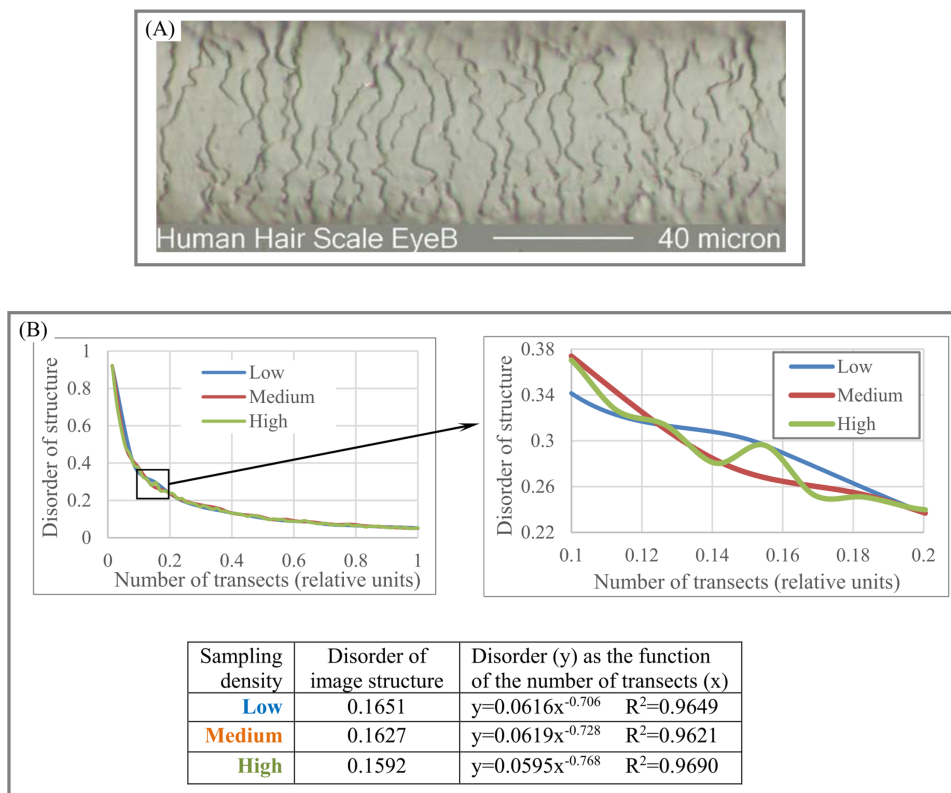 (A)
Human Hair Scale EyeB 40 micron
(B)
Disorder of structure
1
0.8
0.6
0.4
0.2
0
0 0.2 0.4 0.6 0.8 1
Number of transects (relative units)
Low
Medium
High
Disorder of structure
0.38
0.34
0.3
0.26
0.22
0.1 0.12 0.14 0.16 0.18 0.2
Number of transects (relative units)
Low
Medium
High
Sampling density Disorder of image structure Disorder (y) as the function of the number of transects (x)
Low 0.1651 y=0.0616x^-0.706 R²=0.9649
Medium 0.1627 y=0.0619x^-0.728 R²=0.9621
High 0.1592 y=0.0595x^-0.768 R²=0.9690